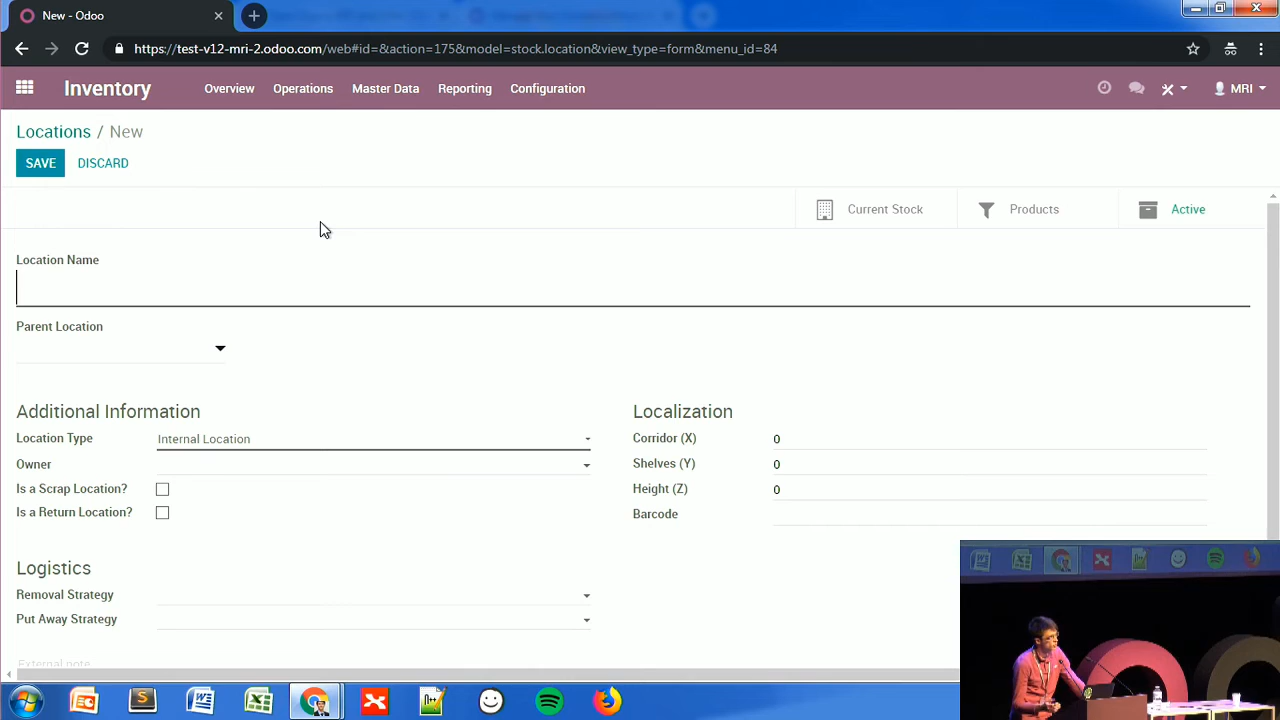 New - Odoo
https://test-v12-mri-2.odoo.com/web#id=&action=175&model=stock.location&view_type=form&menu_id=84
Inventory Overview Operations Master Data Reporting Configuration MRI
Locations / New
SAVE DISCARD
Current Stock Products Active
Location Name
Parent Location
Additional Information
Location Type Internal Location
Owner
Is a Scrap Location?
Is a Return Location?
Localization
Corridor (X) 0
Shelves (Y) 0
Height (Z) 0
Barcode
Logistics
Removal Strategy
Put Away Strategy
External note